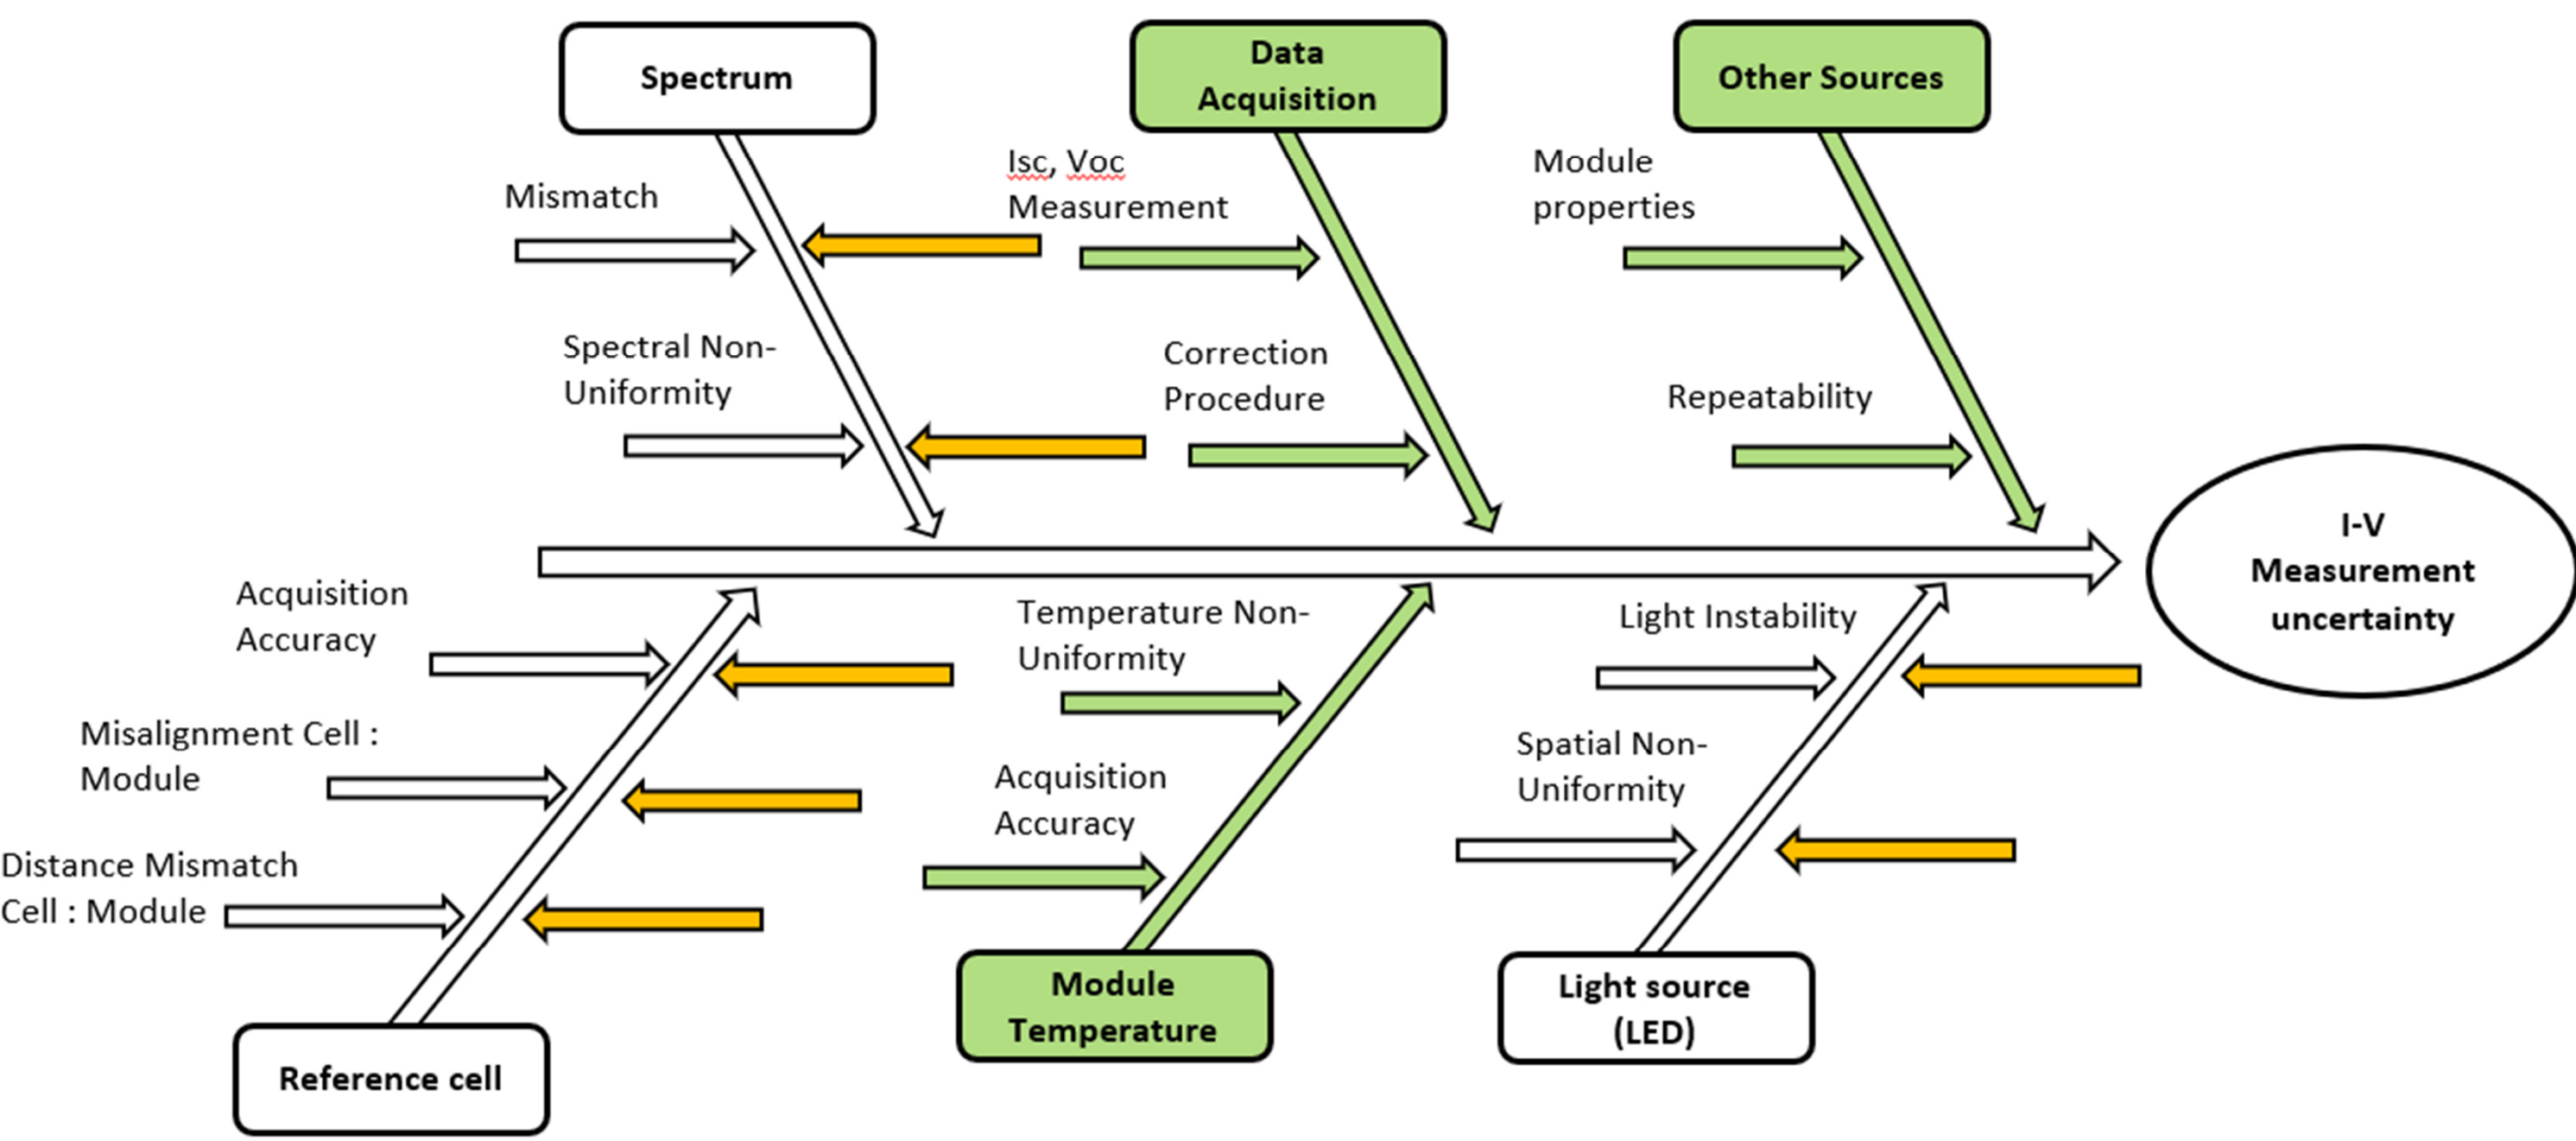 Spectrum
Data
Acquisition
Other Sources
Mismatch
Isc, Voc
Measurement
Module
properties
Spectral Non-
Uniformity
Correction
Procedure
Repeatability
I-V
Measurement
uncertainty
Acquisition
Accuracy
Temperature Non-
Uniformity
Light Instability
Misalignment Cell :
Module
Acquisition
Accuracy
Spatial Non-
Uniformity
Distance Mismatch
Cell : Module
Module
Temperature
Light source
(LED)
Reference cell